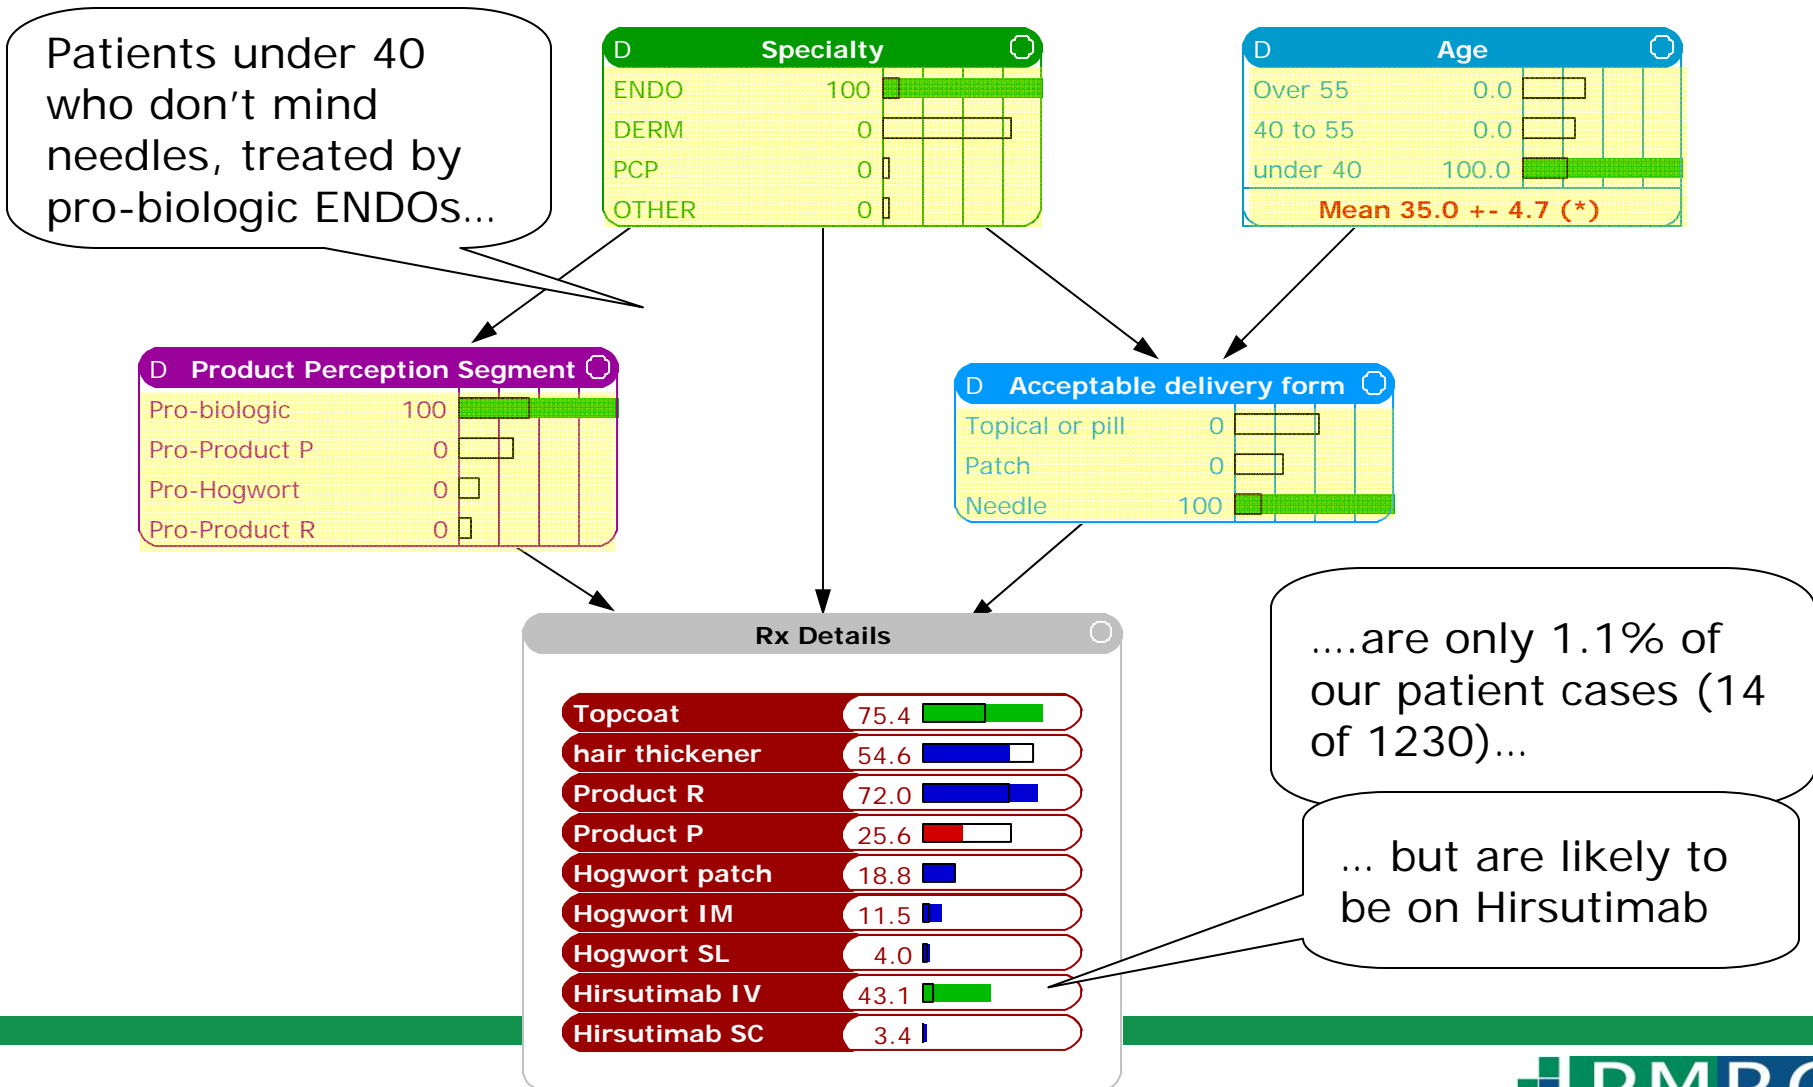 Patients under 40
who don't mind
needles, treated by
pro-biologic ENDOs...
D Specialty
ENDO 100
DERM 0
PCP 0
OTHER 0
D Age
Over 55 0.0
40 to 55 0.0
under 40 100.0
Mean 35.0 +- 4.7 (*)
D Product Perception Segment
Pro-biologic 100
Pro-Product P 0
Pro-Hogwort 0
Pro-Product R 0
D Acceptable delivery form
Topical or pill 0
Patch 0
Needle 100
Rx Details
Topcoat 75.4
hair thickener 54.6
Product R 72.0
Product P 25.6
Hogwort patch 18.8
Hogwort IM 11.5
Hogwort SL 4.0
Hirsutimab IV 43.1
Hirsutimab SC 3.4
....are only 1.1% of
our patient cases (14
of 1230)...
... but are likely to
be on Hirsutimab